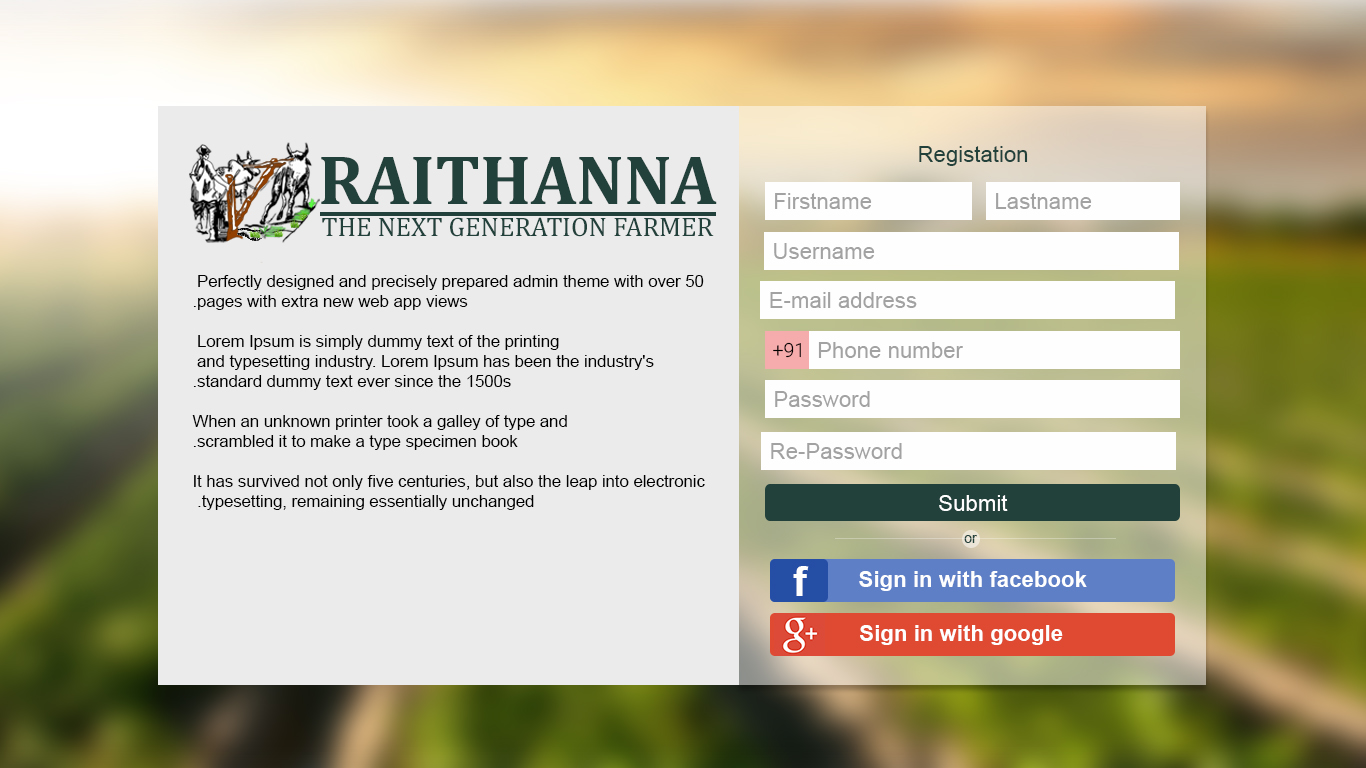 RAITHANNA
THE NEXT GENERATION FARMER
Perfectly designed and precisely prepared admin theme with over 50
.pages with extra new web app views
Lorem Ipsum is simply dummy text of the printing
and typesetting industry. Lorem Ipsum has been the industry's
.standard dummy text ever since the 1500s
When an unknown printer took a galley of type and
.scrambled it to make a type specimen book
It has survived not only five centuries, but also the leap into electronic
.typesetting, remaining essentially unchanged
Registation
Firstname Lastname
Username
E-mail address
+91 Phone number
Password
Re-Password
Submit
or
f Sign in with facebook
g+ Sign in with google